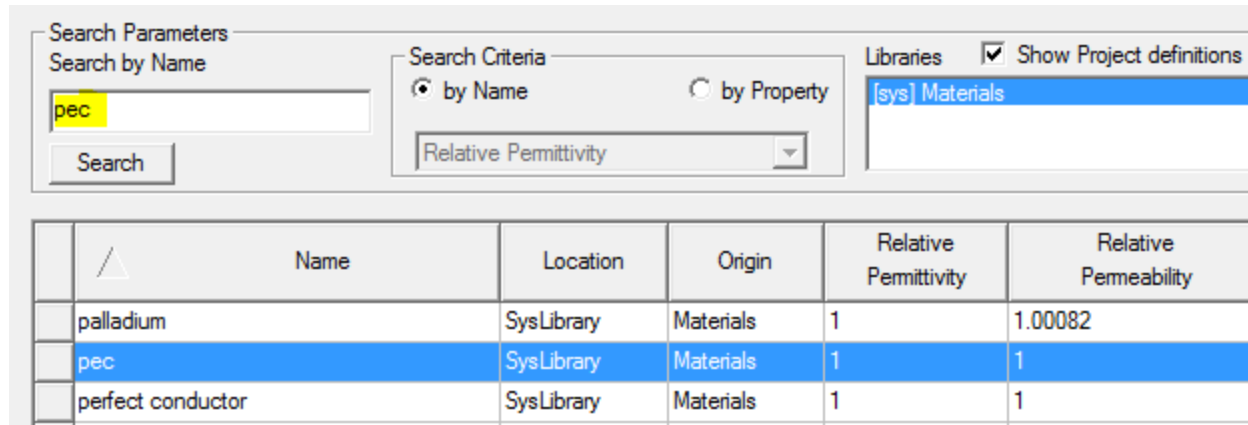 Search Parameters
Search by Name
pec
Search
Search Criteria
by Name
by Property
Relative Permittivity
Libraries
Show Project definitions
[sys] Materials
Name Location Origin Relative Permittivity Relative Permeability
palladium SysLibrary Materials 1 1.00082
pec SysLibrary Materials 1 1
perfect conductor SysLibrary Materials 1 1